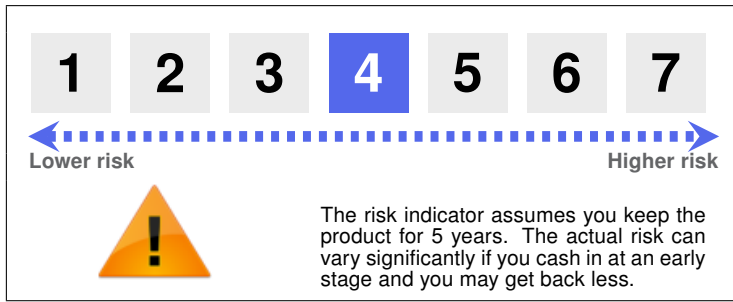 1 2 3 4 5 6 7
Lower risk Higher risk
!
The risk indicator assumes you keep the
product for 5 years. The actual risk can
vary significantly if you cash in at an early
stage and you may get back less.